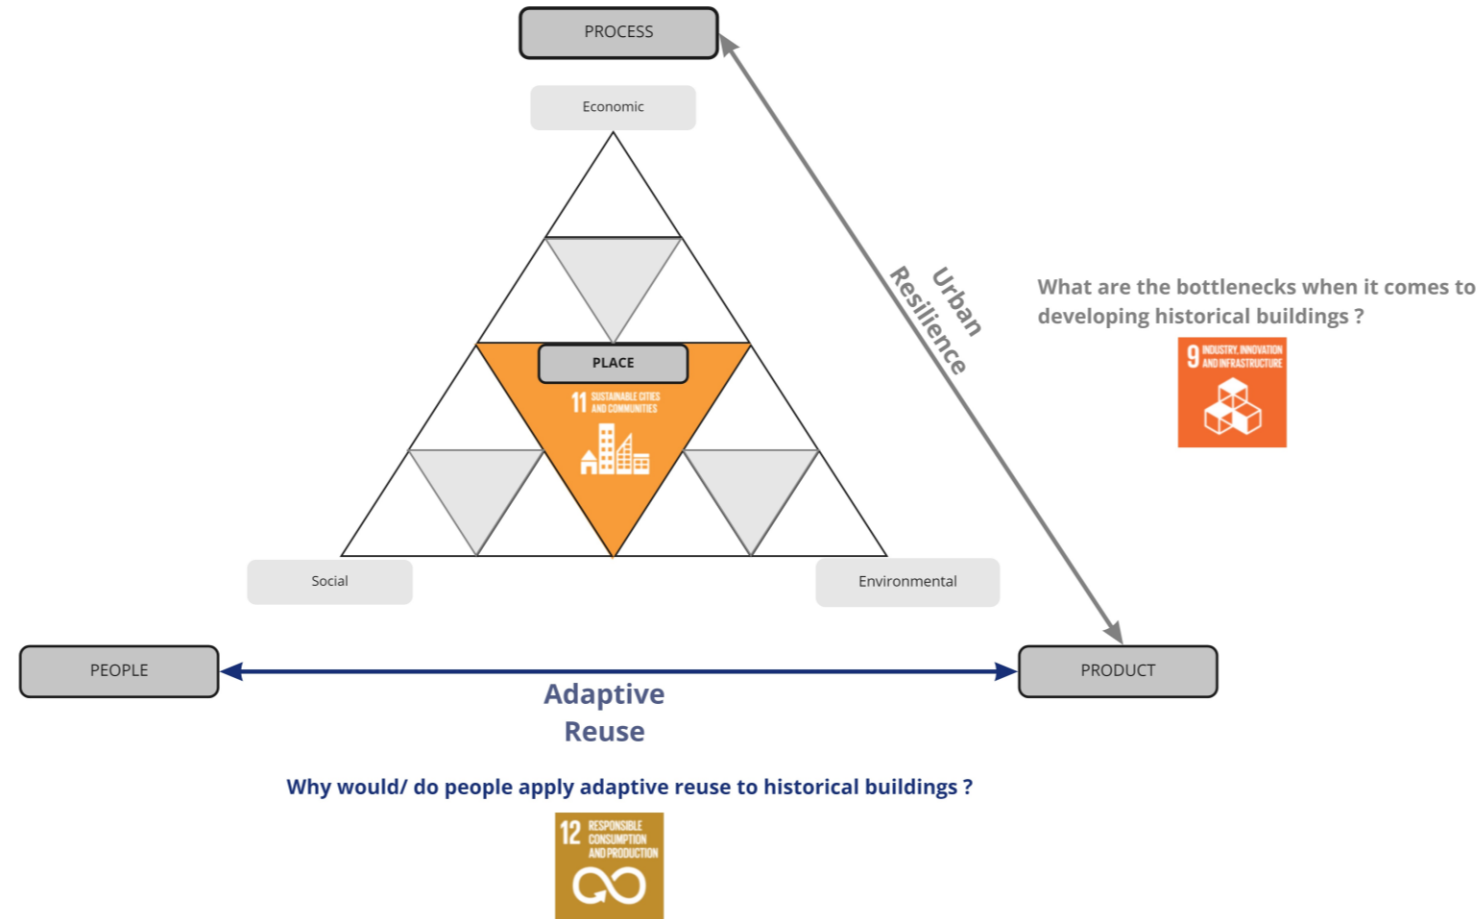 PROCESS
Economic
Urban
Resilience
What are the bottlenecks when it comes to
developing historical buildings ?
9 INDUSTRY, INNOVATION
AND INFRASTRUCTURE
PLACE
11 SUSTAINABLE CITIES
AND COMMUNITIES
Social
Environmental
PEOPLE
PRODUCT
Adaptive
Reuse
Why would/ do people apply adaptive reuse to historical buildings ?
12 RESPONSIBLE
CONSUMPTION
AND PRODUCTION